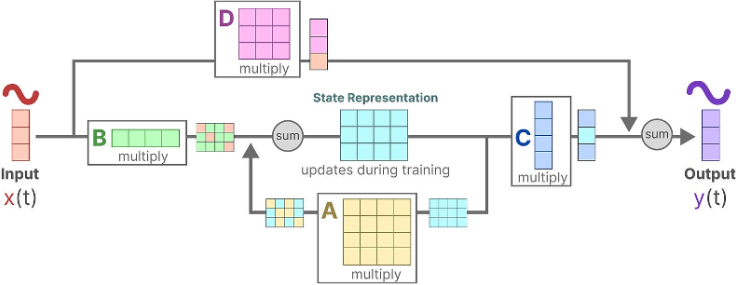 D
multiply
State Representation
B
multiply
sum
updates during training
C
multiply
sum
Input
x(t)
Output
y(t)
A
multiply